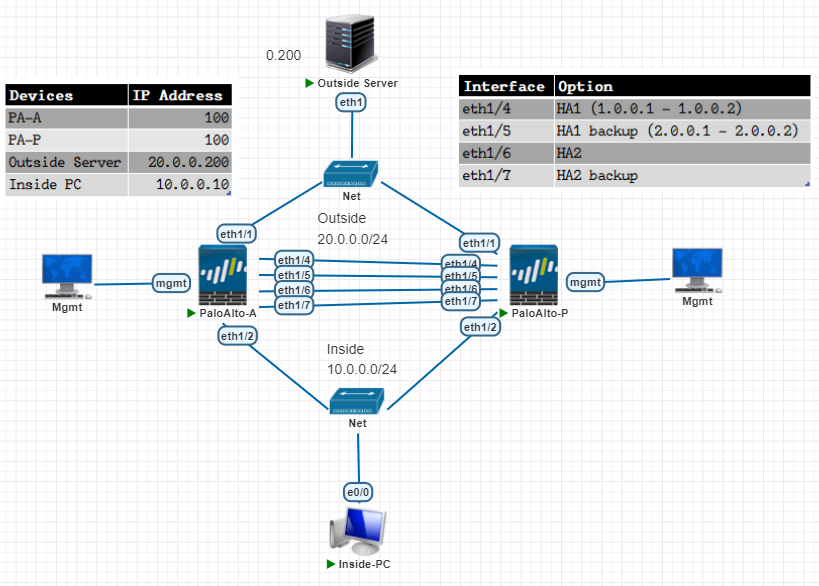 0.200
Outside Server
eth1
Devices IP Address
PA-A 100
PA-P 100
Outside Server 20.0.0.200
Inside PC 10.0.0.10
Interface Option
eth1/4 HA1 (1.0.0.1 - 1.0.0.2)
eth1/5 HA1 backup (2.0.0.1 - 2.0.0.2)
eth1/6 HA2
eth1/7 HA2 backup
Net
Outside
20.0.0.0/24
eth1/1
eth1/1
eth1/4
eth1/5
eth1/6
eth1/7
eth1/4
eth1/5
eth1/6
eth1/7
mgmt
Mgmt
mgmt
Mgmt
PaloAlto-A
PaloAlto-P
eth1/2
eth1/2
Inside
10.0.0.0/24
Net
e0/0
Inside-PC